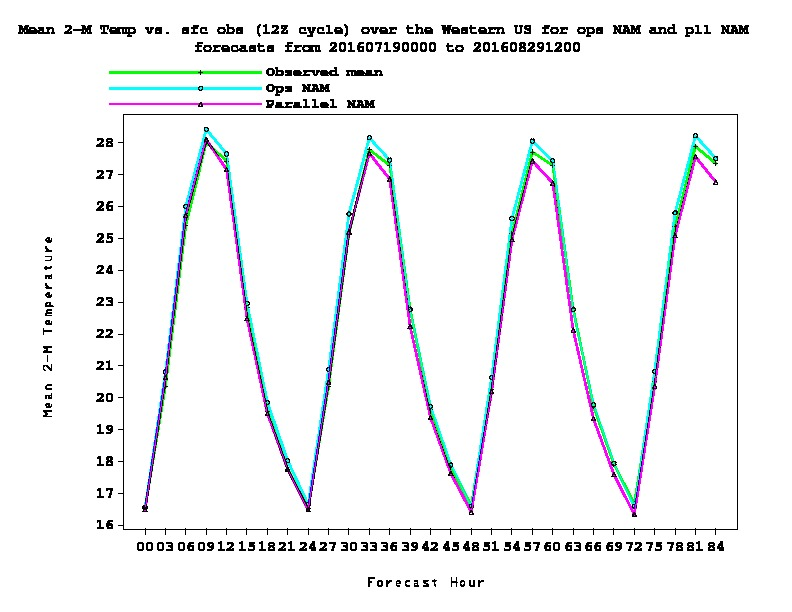 Mean 2-M Temp vs. sfc obs (12Z cycle) over the Western US for ops NAM and pll NAM
forecasts from 201607190000 to 201608291200
Observed mean
Ops NAM
Parallel NAM
28
27
26
25
24
23
22
21
20
19
18
17
16
Mean 2-M Temperature
00 03 06 09 12 15 18 21 24 27 30 33 36 39 42 45 48 51 54 57 60 63 66 69 72 75 78 81 84
Forecast Hour